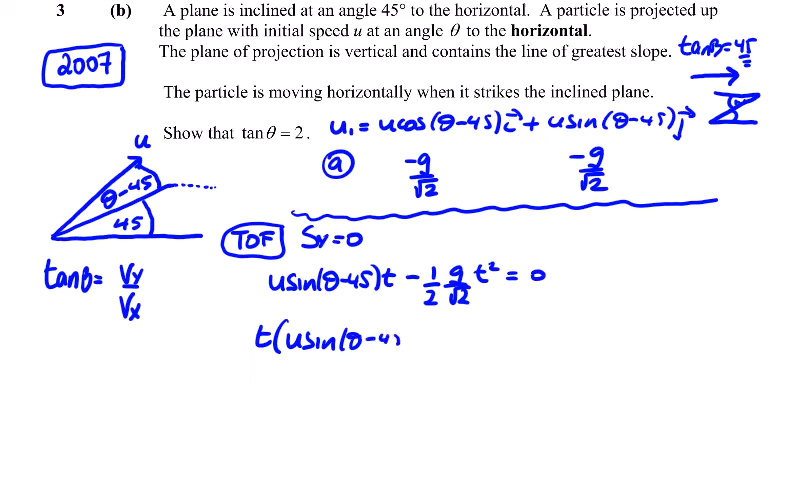 3 (b) A plane is inclined at an angle 45° to the horizontal. A particle is projected up
the plane with initial speed u at an angle θ to the horizontal.
The plane of projection is vertical and contains the line of greatest slope.
tanβ = 45
2007
The particle is moving horizontally when it strikes the inclined plane.
Show that tan θ = 2.
u₁ = ucos(θ-45)i⃗ + usin(θ-45)j⃗
u
θ-45
45
a -g/√2 -g/√2
TOF Sy=0
tanβ = Vy/Vx
usin(θ-45)t - 1/2 g/√2 t² = 0
t(usin(θ-4